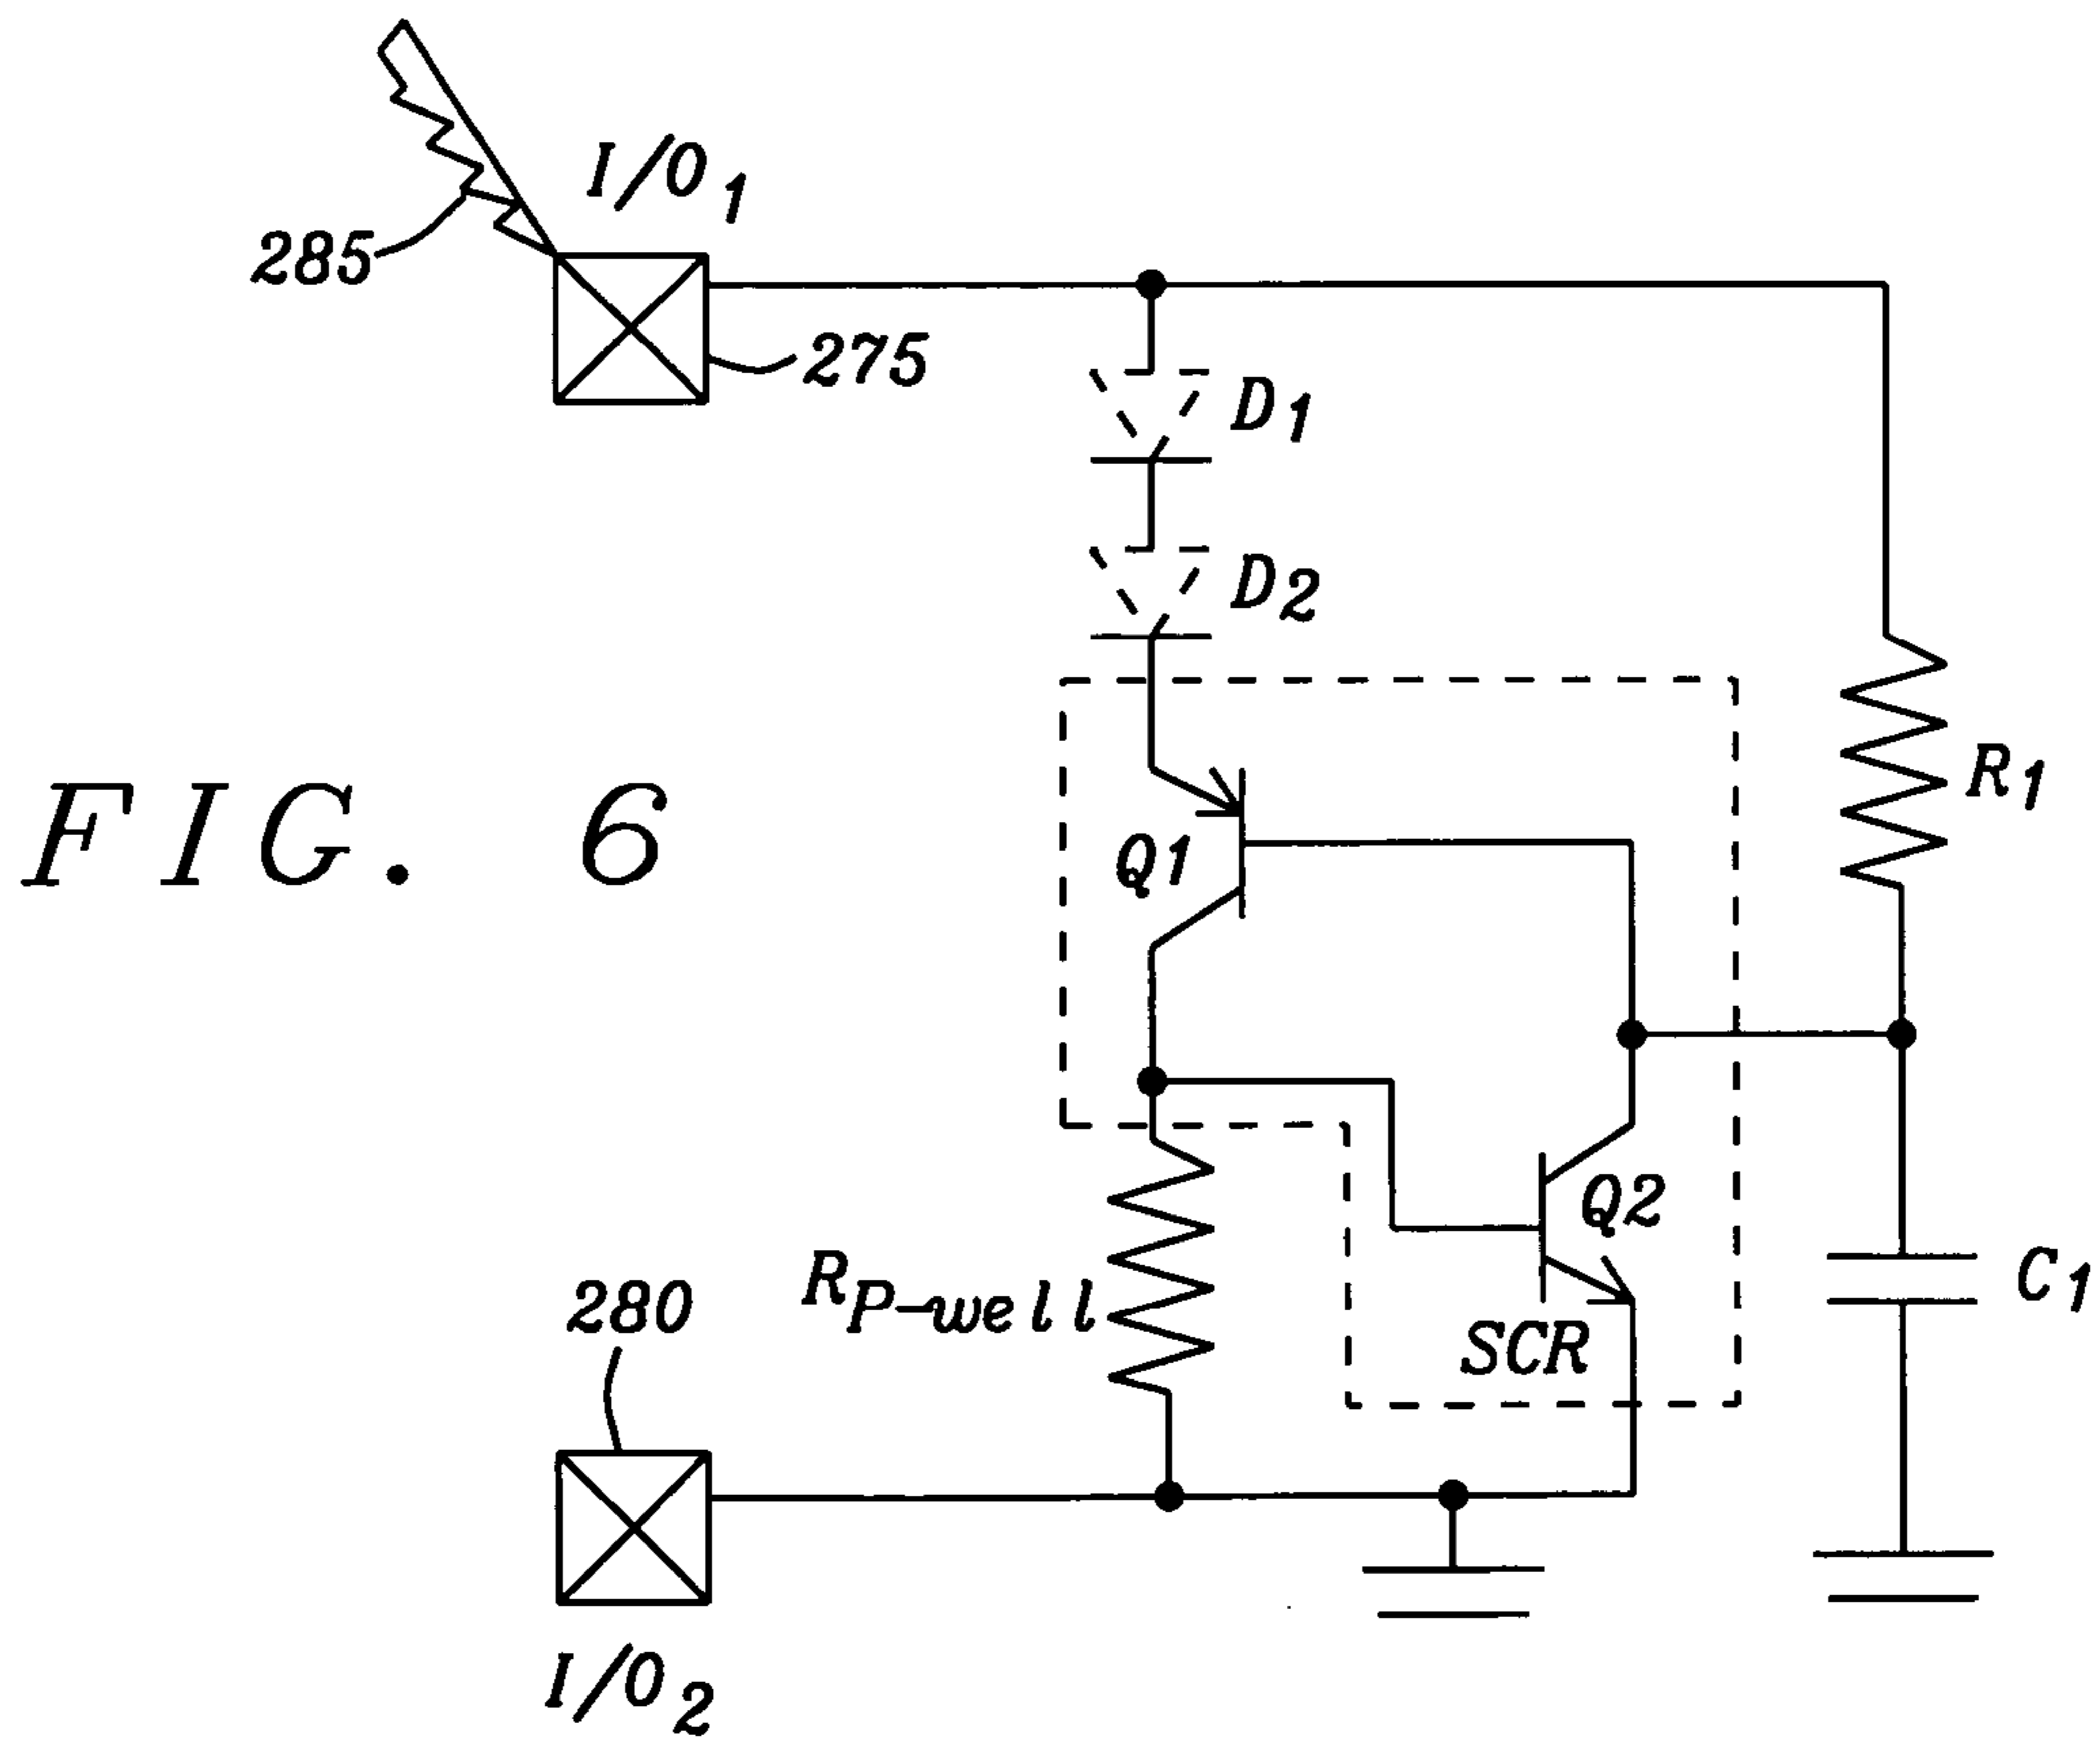 I/O1
285
275
D1
D2
R1
FIG. 6
Q1
Q2
C1
RP-well
SCR
280
I/O2